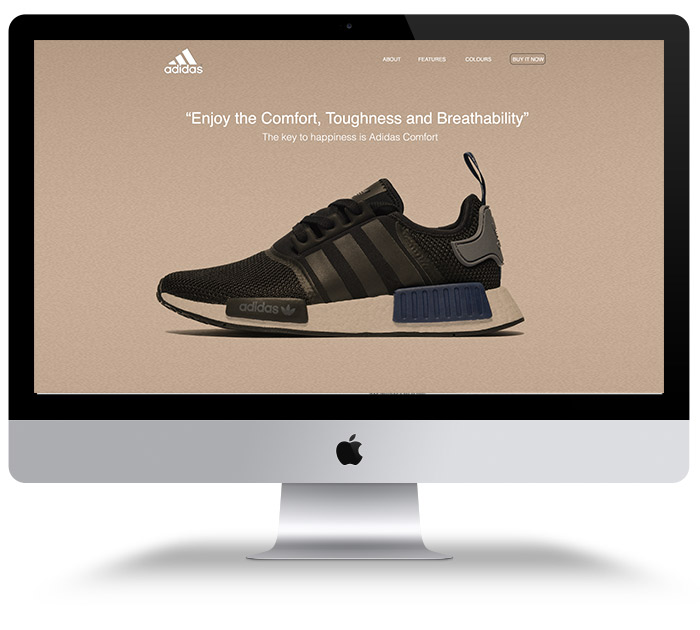 adidas
ABOUT FEATURES COLOURS BUY IT NOW
“Enjoy the Comfort, Toughness and Breathability”
The key to happiness is Adidas Comfort
adidas